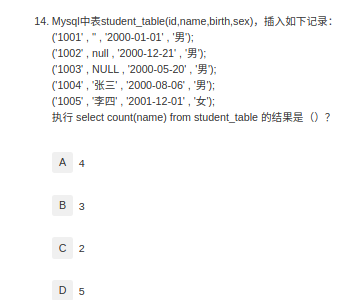 14. Mysql中表student_table(id,name,birth,sex)，插入如下记录：
('1001' , '' , '2000-01-01' , '男');
('1002' , null , '2000-12-21' , '男');
('1003' , NULL , '2000-05-20' , '男');
('1004' , '张三' , '2000-08-06' , '男');
('1005' , '李四' , '2001-12-01' , '女');
执行 select count(name) from student_table 的结果是（）？
A 4
B 3
C 2
D 5